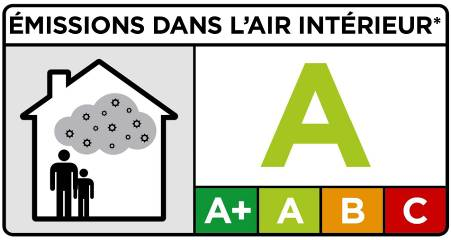 ÉMISSIONS DANS L'AIR INTÉRIEUR*
A
A+ A B C